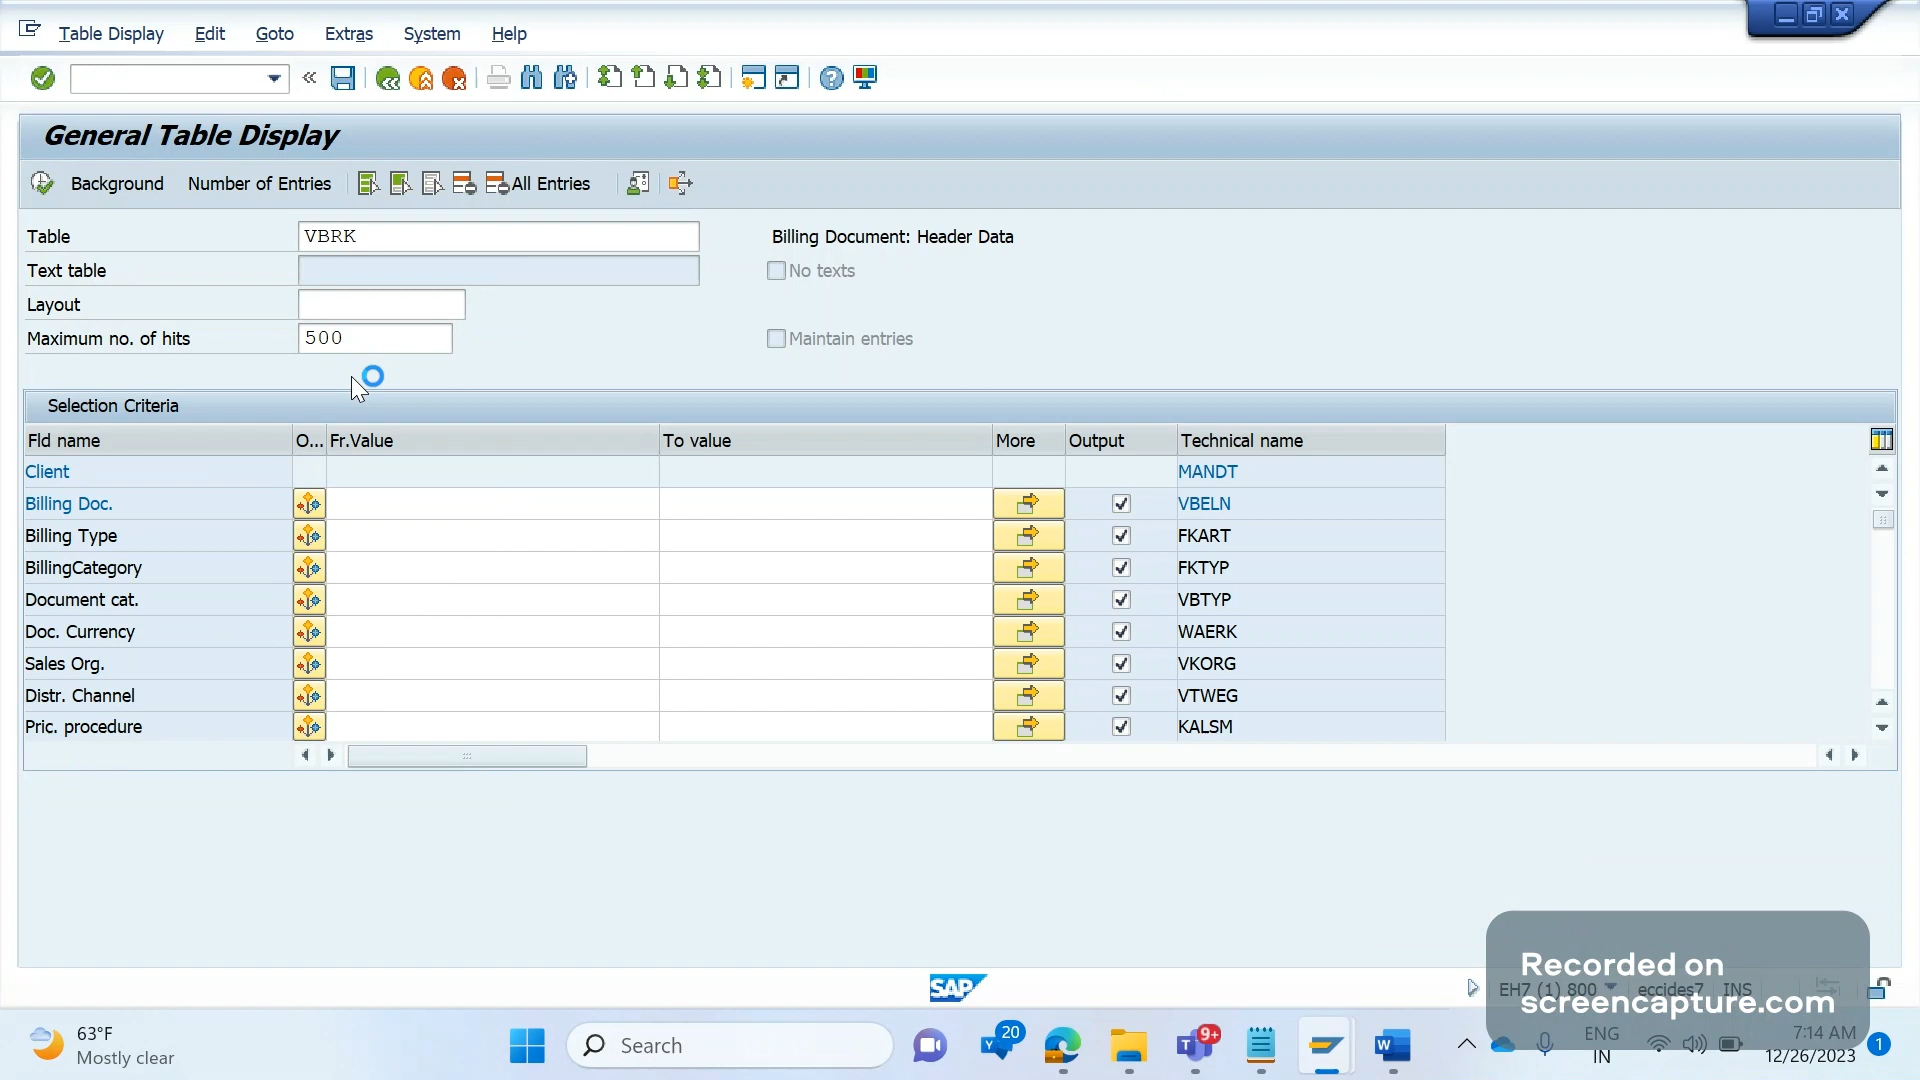 Table Display Edit Goto Extras System Help
General Table Display
Background Number of Entries All Entries
Table VBRK Billing Document: Header Data
Text table No texts
Layout
Maximum no. of hits 500 Maintain entries
Selection Criteria
Fld name O... Fr.Value To value More Output Technical name
Client MANDT
Billing Doc. VBELN
Billing Type FKART
BillingCategory FKTYP
Document cat. VBTYP
Doc. Currency WAERK
Sales Org. VKORG
Distr. Channel VTWEG
Pric. procedure KALSM
SAP EH7 (1) 800 eccides7 INS
Recorded on
screencapture.com
63°F
Mostly clear
Search
20
9+
ENG
IN
7:14 AM
12/26/2023
1